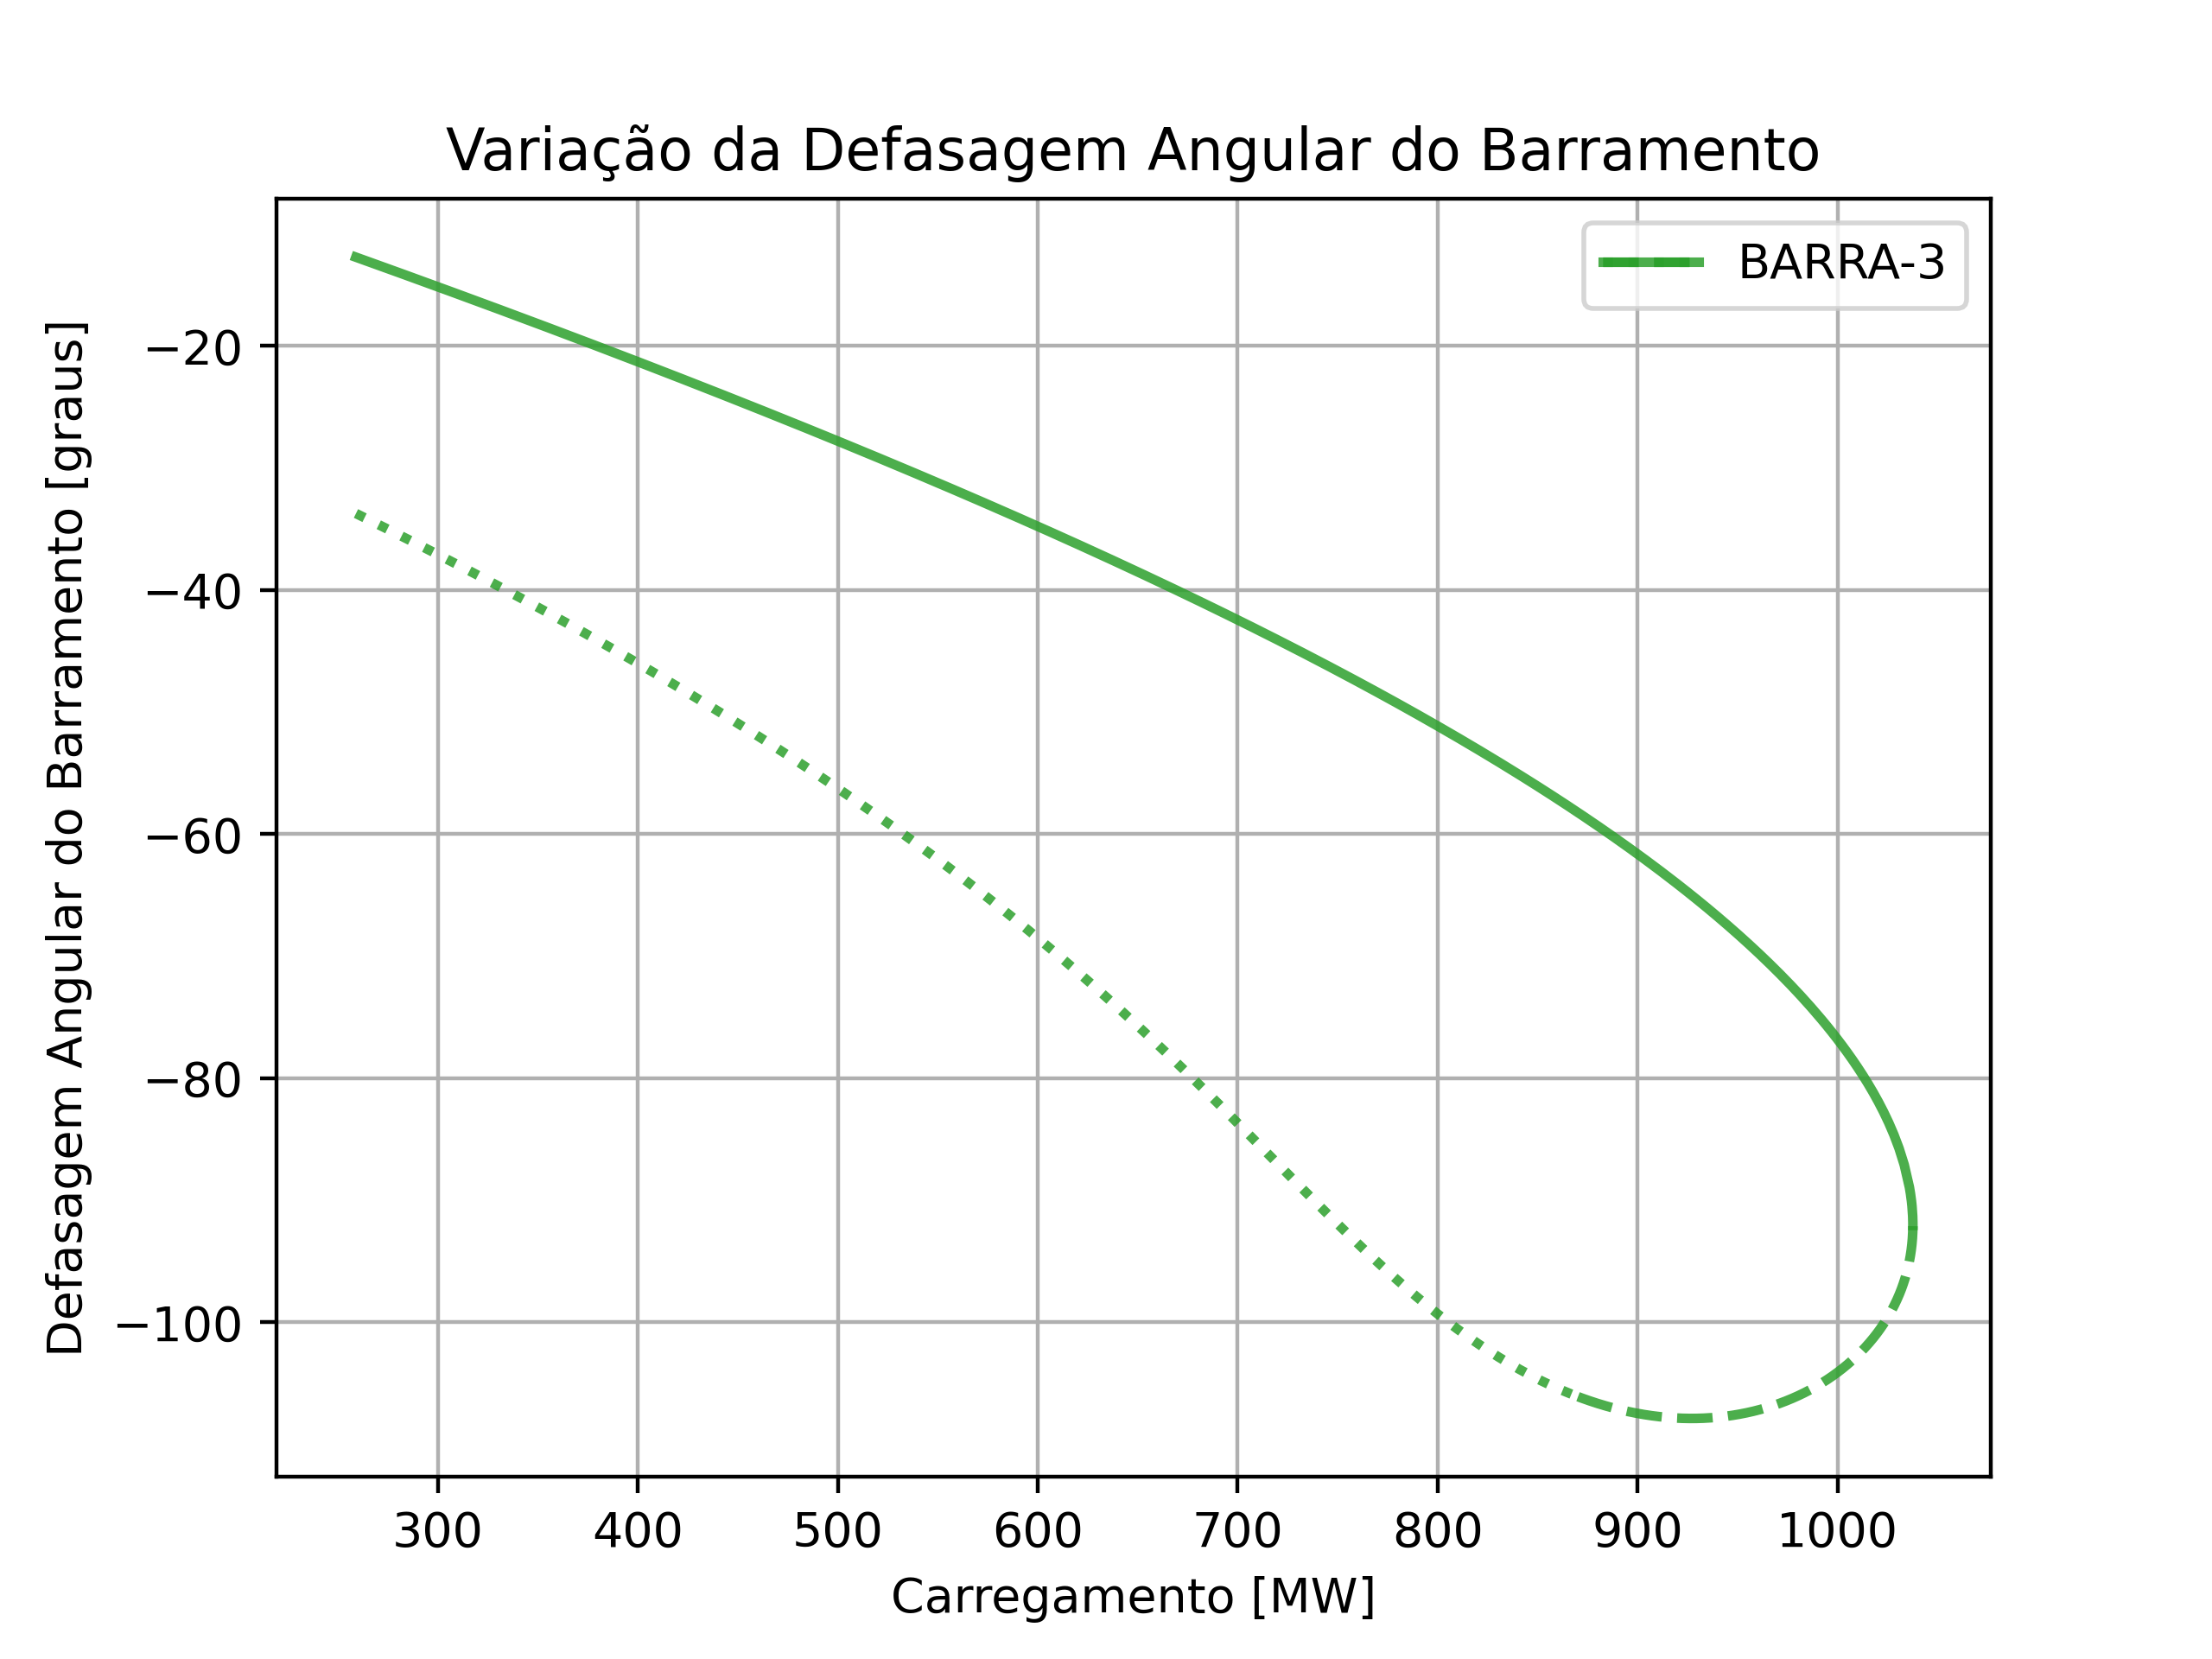 Variação da Defasagem Angular do Barramento
BARRA-3
Defasagem Angular do Barramento [graus]
−20
−40
−60
−80
−100
300 400 500 600 700 800 900 1000
Carregamento [MW]